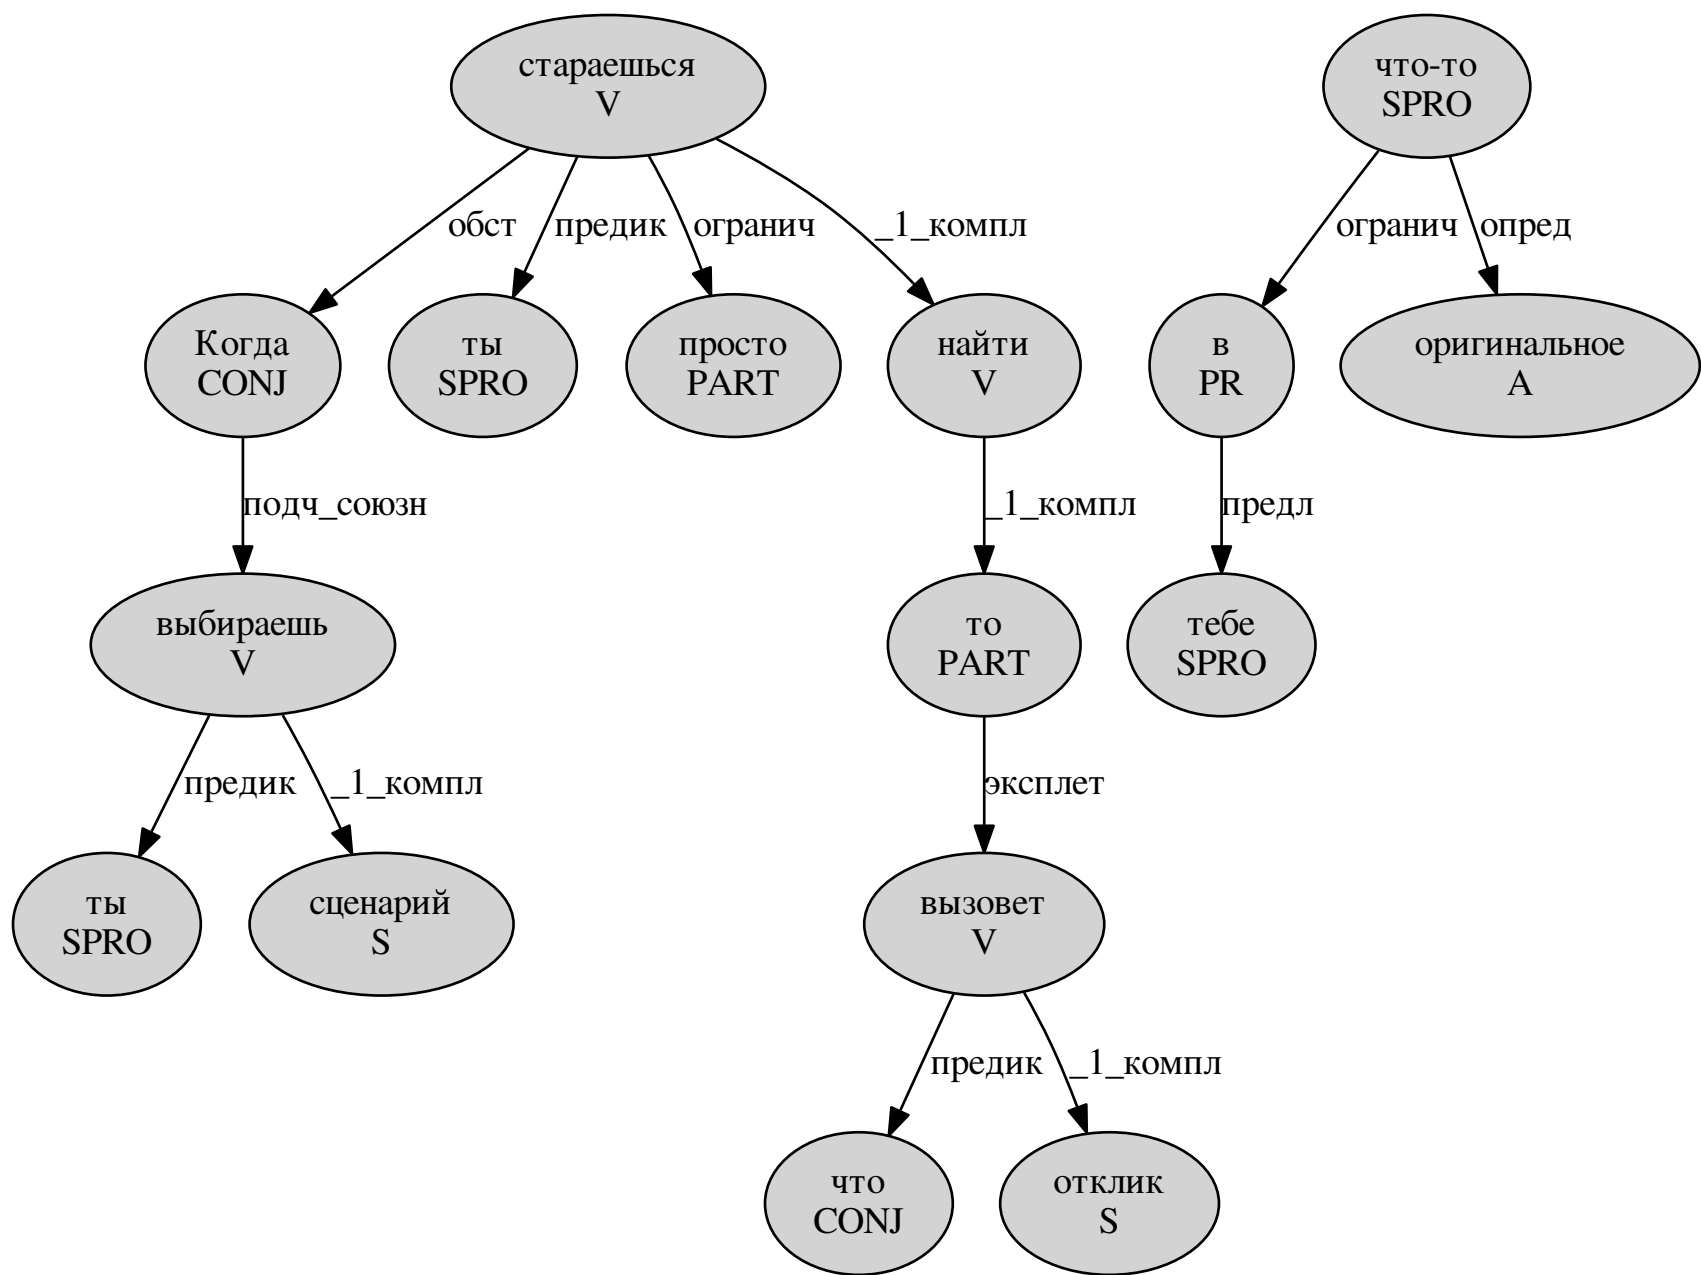 стараешься
V
что-то
SPRO
обст
предик
огранич
_1_компл
огранич
опред
Когда
CONJ
ты
SPRO
просто
PART
найти
V
в
PR
оригинальное
A
подч_союзн
_1_компл
предл
выбираешь
V
то
PART
тебе
SPRO
предик
_1_компл
эксплет
ты
SPRO
сценарий
S
вызовет
V
предик
_1_компл
что
CONJ
отклик
S